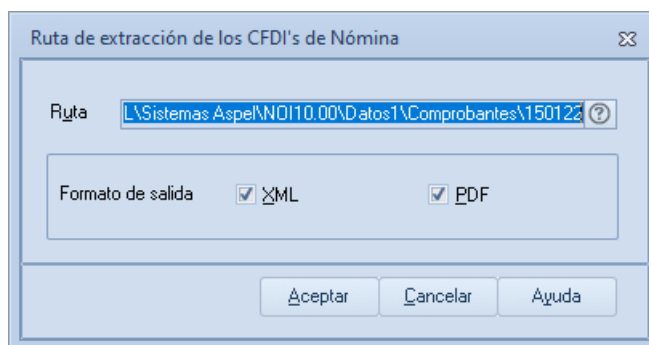 Ruta de extracción de los CFDI's de Nómina
Ruta L\Sistemas Aspel\NOI10.00\Datos1\Comprobantes\150122
Formato de salida XML PDF
Aceptar Cancelar Ayuda